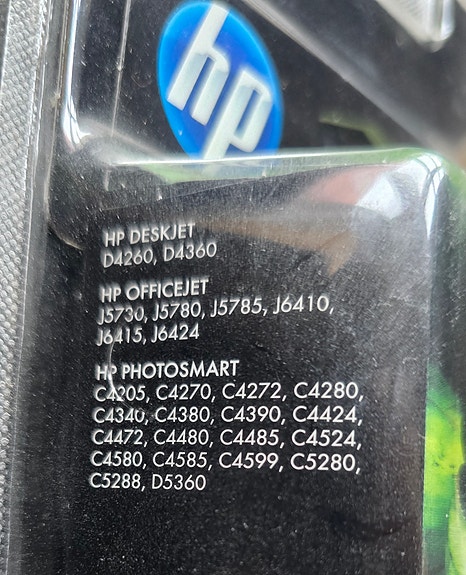 hp
HP DESKJET
D4260, D4360
HP OFFICEJET
J5730, J5780, J5785, J6410,
J6415, J6424
HP PHOTOSMART
C4205, C4270, C4272, C4280,
C4340, C4380, C4390, C4424,
C4472, C4480, C4485, C4524,
C4580, C4585, C4599, C5280,
C5288, D5360